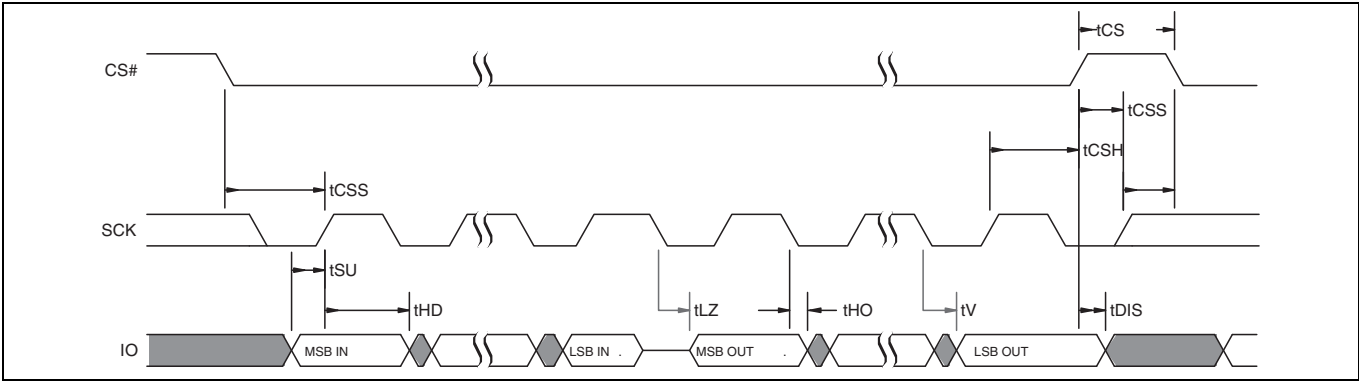 tCS
CS#
tCSS
tCSH
tCSS
SCK
tSU
tHD
tLZ
tHO
tV
tDIS
IO
MSB IN
LSB IN .
MSB OUT .
LSB OUT